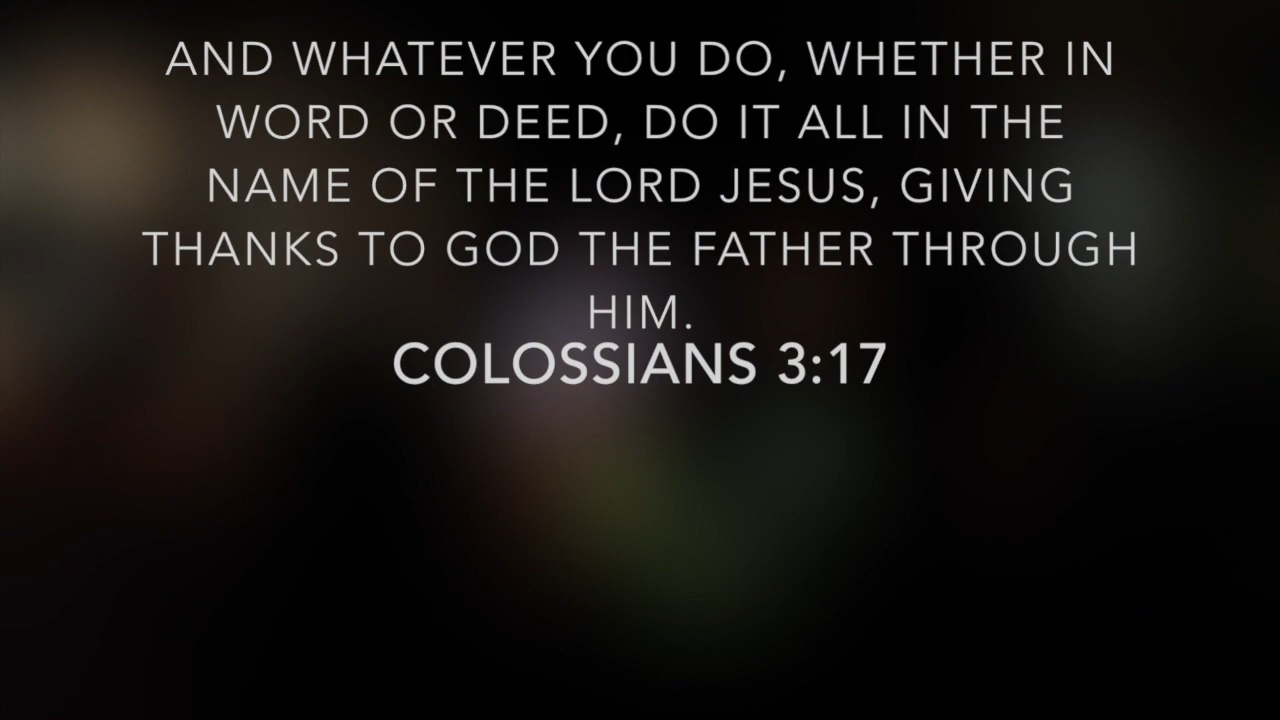 AND WHATEVER YOU DO, WHETHER IN
WORD OR DEED, DO IT ALL IN THE
NAME OF THE LORD JESUS, GIVING
THANKS TO GOD THE FATHER THROUGH
HIM.
COLOSSIANS 3:17